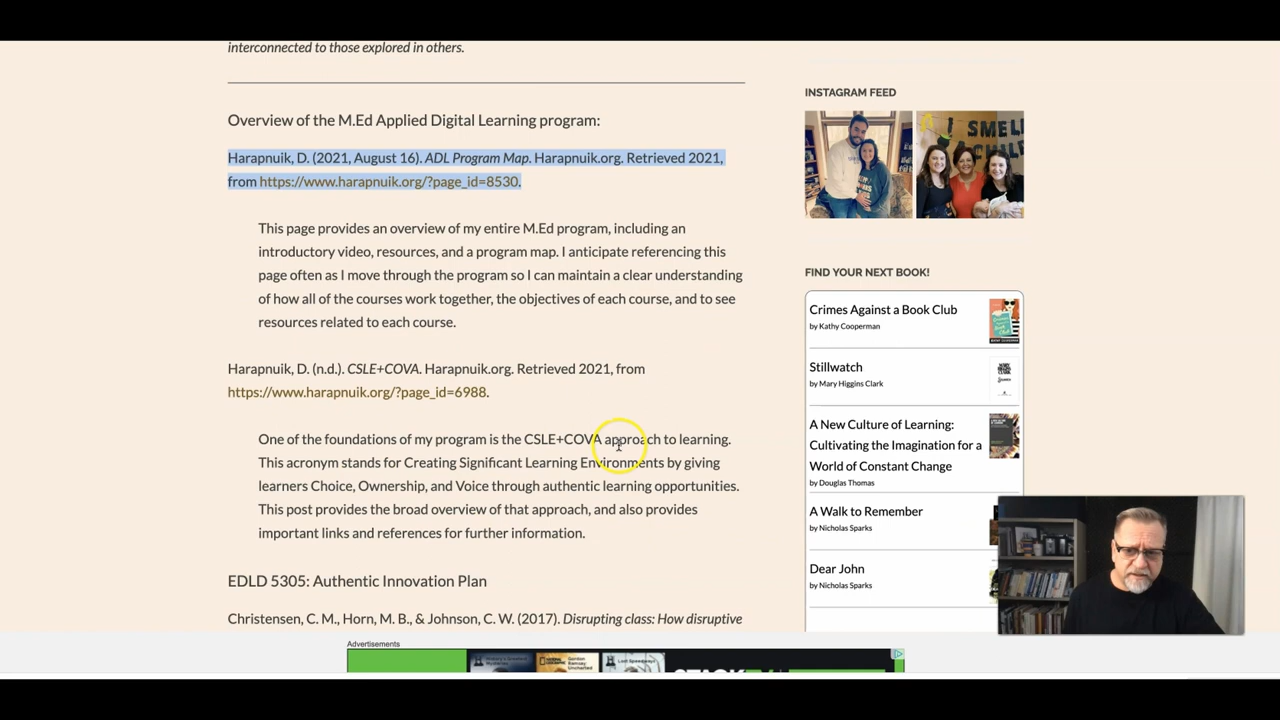 interconnected to those explored in others.
Overview of the M.Ed Applied Digital Learning program:
Harapnuik, D. (2021, August 16). ADL Program Map. Harapnuik.org. Retrieved 2021,
from https://www.harapnuik.org/?page_id=8530.
This page provides an overview of my entire M.Ed program, including an
introductory video, resources, and a program map. I anticipate referencing this
page often as I move through the program so I can maintain a clear understanding
of how all of the courses work together, the objectives of each course, and to see
resources related to each course.
Harapnuik, D. (n.d.). CSLE+COVA. Harapnuik.org. Retrieved 2021, from
https://www.harapnuik.org/?page_id=6988.
One of the foundations of my program is the CSLE+COVA approach to learning.
This acronym stands for Creating Significant Learning Environments by giving
learners Choice, Ownership, and Voice through authentic learning opportunities.
This post provides the broad overview of that approach, and also provides
important links and references for further information.
EDLD 5305: Authentic Innovation Plan
Christensen, C. M., Horn, M. B., & Johnson, C. W. (2017). Disrupting class: How disruptive
INSTAGRAM FEED
I SMELL
FIND YOUR NEXT BOOK!
Crimes Against a Book Club
by Kathy Cooperman
Stillwatch
by Mary Higgins Clark
A New Culture of Learning:
Cultivating the Imagination for a
World of Constant Change
by Douglas Thomas
A Walk to Remember
by Nicholas Sparks
Dear John
by Nicholas Sparks
Advertisements